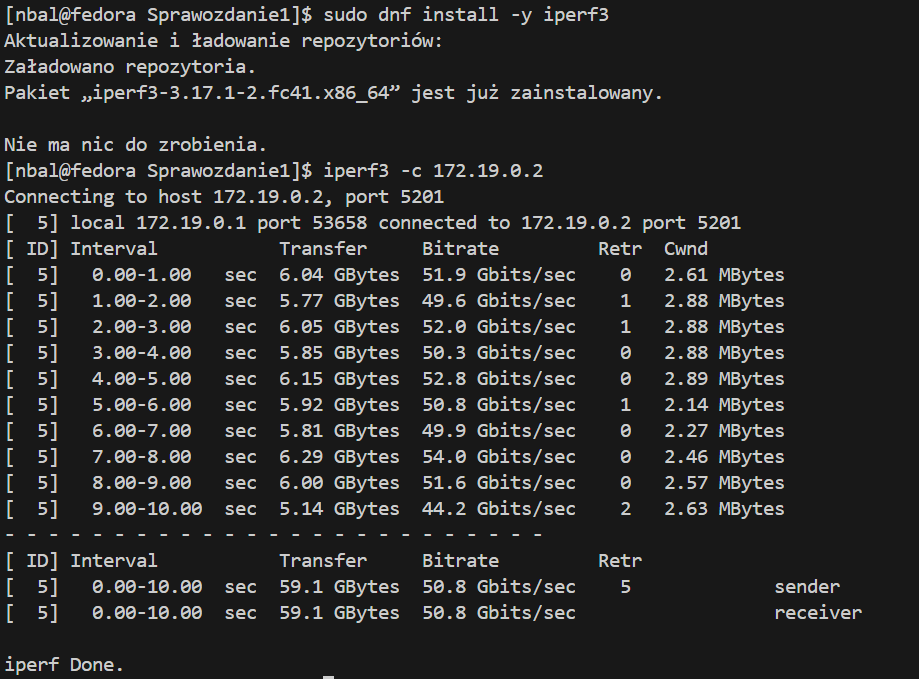 [nbal@fedora Sprawozdanie1]$ sudo dnf install -y iperf3
Aktualizowanie i ładowanie repozytoriów:
Załadowano repozytoria.
Pakiet „iperf3-3.17.1-2.fc41.x86_64” jest już zainstalowany.

Nie ma nic do zrobienia.
[nbal@fedora Sprawozdanie1]$ iperf3 -c 172.19.0.2
Connecting to host 172.19.0.2, port 5201
[  5] local 172.19.0.1 port 53658 connected to 172.19.0.2 port 5201
[ ID] Interval           Transfer     Bitrate         Retr  Cwnd
[  5]   0.00-1.00   sec  6.04 GBytes  51.9 Gbits/sec    0   2.61 MBytes
[  5]   1.00-2.00   sec  5.77 GBytes  49.6 Gbits/sec    1   2.88 MBytes
[  5]   2.00-3.00   sec  6.05 GBytes  52.0 Gbits/sec    1   2.88 MBytes
[  5]   3.00-4.00   sec  5.85 GBytes  50.3 Gbits/sec    0   2.88 MBytes
[  5]   4.00-5.00   sec  6.15 GBytes  52.8 Gbits/sec    0   2.89 MBytes
[  5]   5.00-6.00   sec  5.92 GBytes  50.8 Gbits/sec    1   2.14 MBytes
[  5]   6.00-7.00   sec  5.81 GBytes  49.9 Gbits/sec    0   2.27 MBytes
[  5]   7.00-8.00   sec  6.29 GBytes  54.0 Gbits/sec    0   2.46 MBytes
[  5]   8.00-9.00   sec  6.00 GBytes  51.6 Gbits/sec    0   2.57 MBytes
[  5]   9.00-10.00  sec  5.14 GBytes  44.2 Gbits/sec    2   2.63 MBytes
- - - - - - - - - - - - - - - - - - - - - - - - -
[ ID] Interval           Transfer     Bitrate         Retr
[  5]   0.00-10.00  sec  59.1 GBytes  50.8 Gbits/sec    5             sender
[  5]   0.00-10.00  sec  59.1 GBytes  50.8 Gbits/sec                  receiver

iperf Done.